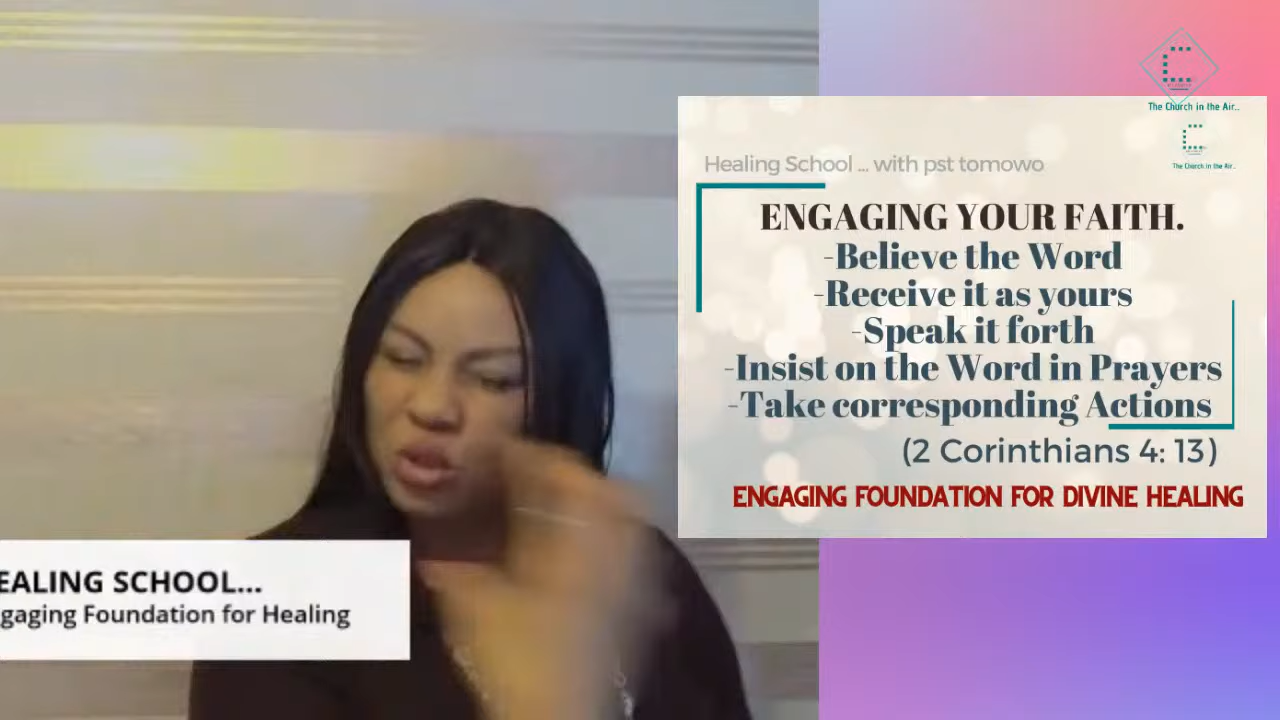 The Church in the Air...
The Church in the Air..
Healing School ... with pst tomowo
ENGAGING YOUR FAITH.
-Believe the Word
-Receive it as yours
-Speak it forth
-Insist on the Word in Prayers
-Take corresponding Actions
(2 Corinthians 4: 13)
ENGAGING FOUNDATION FOR DIVINE HEALING
EALING SCHOOL...
gaging Foundation for Healing